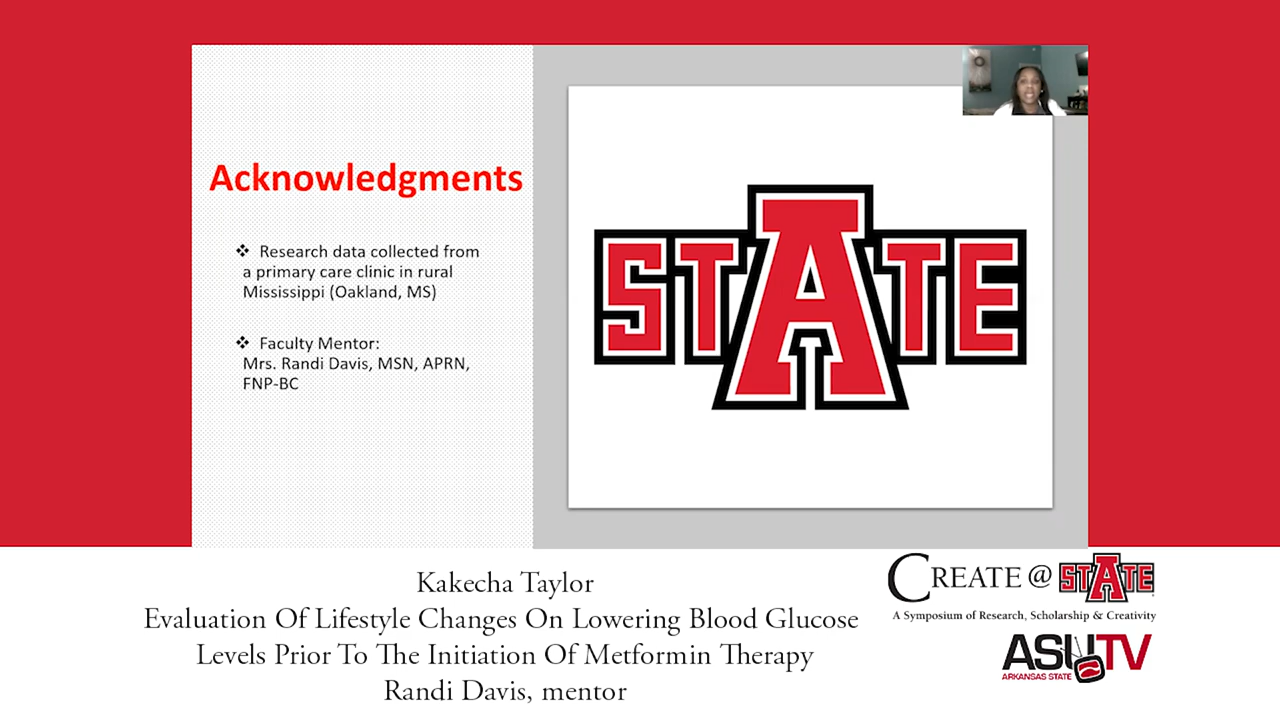 Acknowledgments
❖ Research data collected from
a primary care clinic in rural
Mississippi (Oakland, MS)
❖ Faculty Mentor:
Mrs. Randi Davis, MSN, APRN,
FNP-BC
STATE
Kakecha Taylor
Evaluation Of Lifestyle Changes On Lowering Blood Glucose
Levels Prior To The Initiation Of Metformin Therapy
Randi Davis, mentor
CREATE @ STATE
A Symposium of Research, Scholarship & Creativity
ASUTV
ARKANSAS STATE